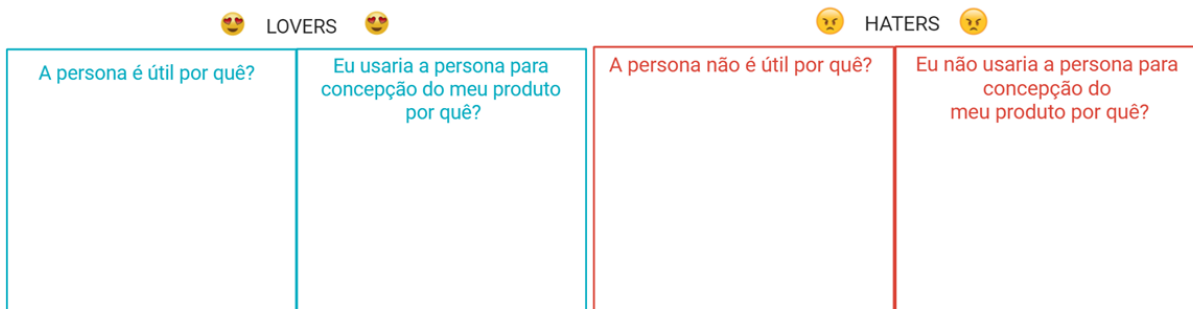 LOVERS
HATERS
A persona é útil por quê?
Eu usaria a persona para
concepção do meu produto
por quê?
A persona não é útil por quê?
Eu não usaria a persona para
concepção do
meu produto por quê?